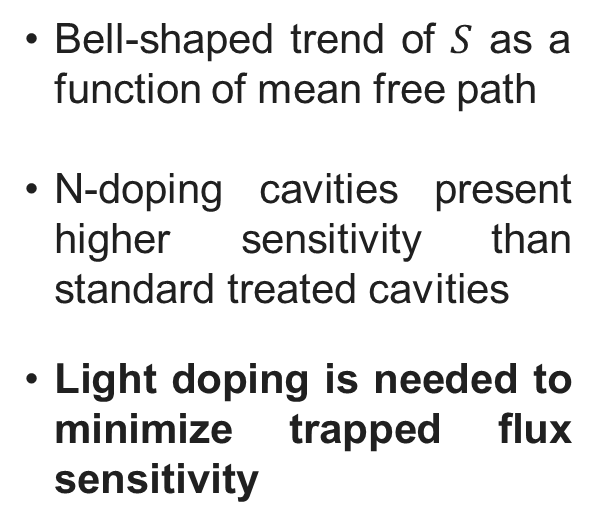 • Bell-shaped trend of S as a
function of mean free path
• N-doping cavities present
higher sensitivity than
standard treated cavities
• Light doping is needed to
minimize trapped flux
sensitivity